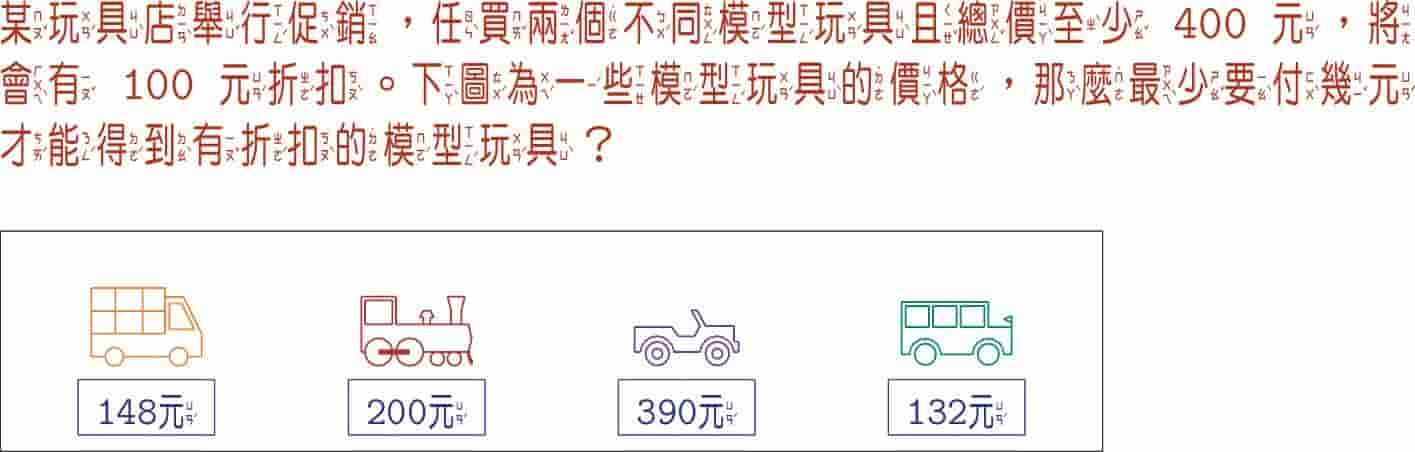 某玩具店舉行促銷，任買兩個不同模型玩具且總價至少 400 元，將
會有 100 元折扣。下圖為一些模型玩具的價格，那麼最少要付幾元
才能得到有折扣的模型玩具？
148元 200元 390元 132元